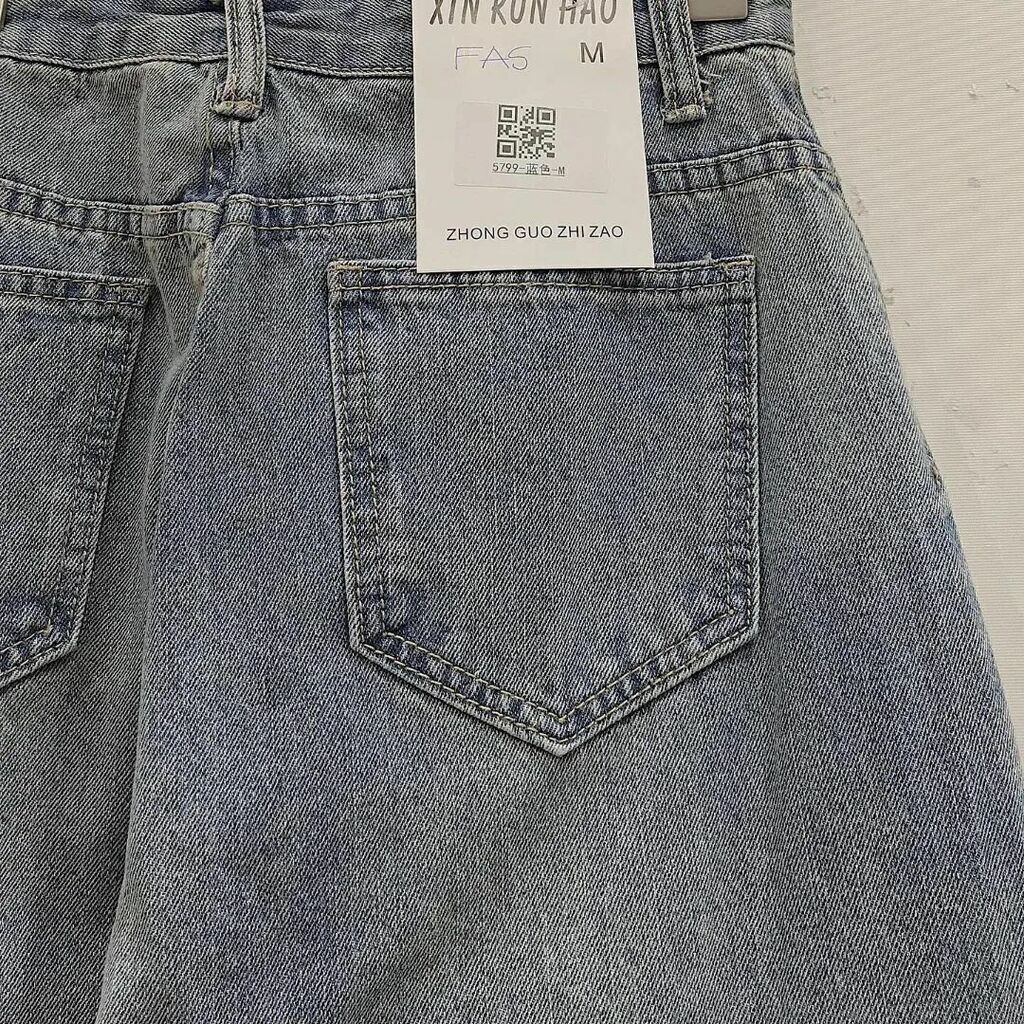 XIN KUN HAO
FAS M
5799-蓝色-M
ZHONG GUO ZHI ZAO